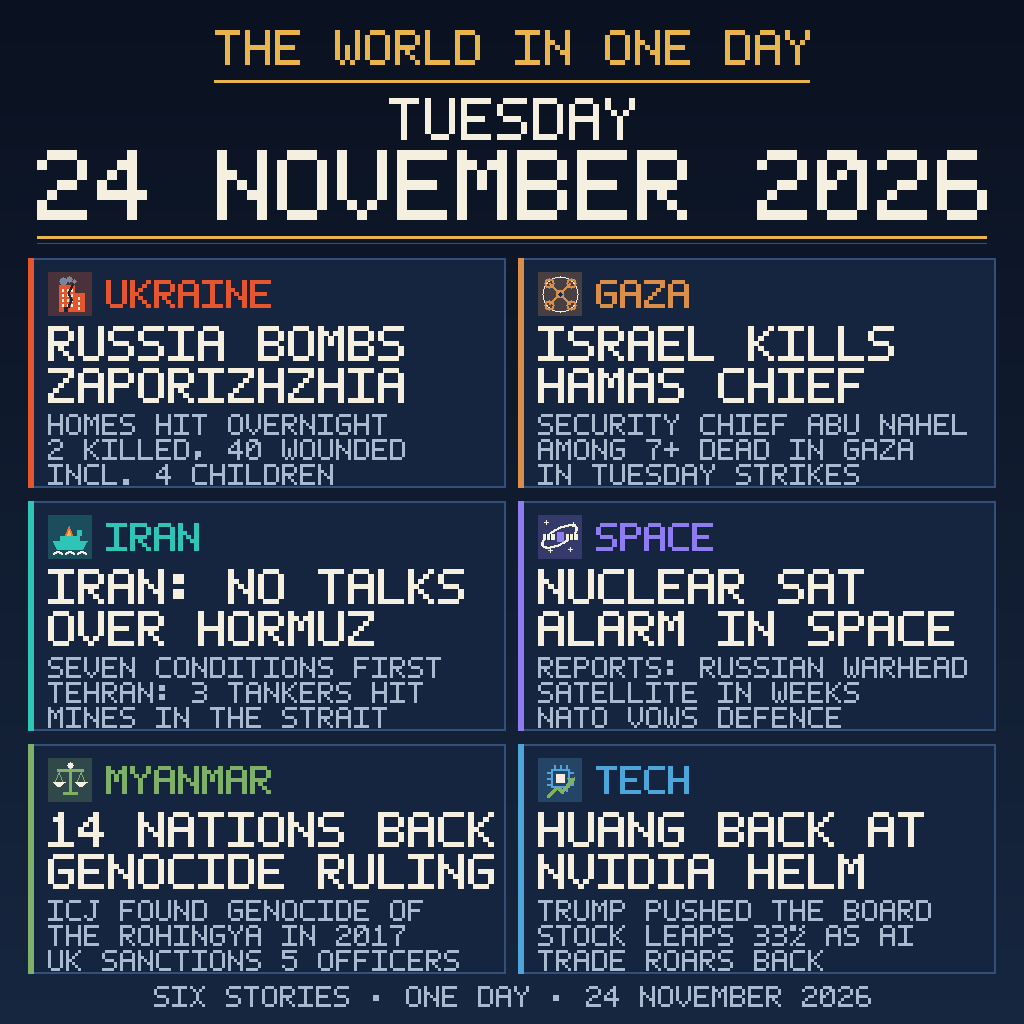 THE WORLD IN ONE DAY
TUESDAY
24 NOVEMBER 2026
UKRAINE
RUSSIA BOMBS
ZAPORIZHZHIA
HOMES HIT OVERNIGHT
2 KILLED, 40 WOUNDED
INCL. 4 CHILDREN
GAZA
ISRAEL KILLS
HAMAS CHIEF
SECURITY CHIEF ABU NAHEL
AMONG 7+ DEAD IN GAZA
IN TUESDAY STRIKES
IRAN
IRAN: NO TALKS
OVER HORMUZ
SEVEN CONDITIONS FIRST
TEHRAN: 3 TANKERS HIT
MINES IN THE STRAIT
SPACE
NUCLEAR SAT
ALARM IN SPACE
REPORTS: RUSSIAN WARHEAD
SATELLITE IN WEEKS
NATO VOWS DEFENCE
MYANMAR
14 NATIONS BACK
GENOCIDE RULING
ICJ FOUND GENOCIDE OF
THE ROHINGYA IN 2017
UK SANCTIONS 5 OFFICERS
TECH
HUANG BACK AT
NVIDIA HELM
TRUMP PUSHED THE BOARD
STOCK LEAPS 33% AS AI
TRADE ROARS BACK
SIX STORIES · ONE DAY · 24 NOVEMBER 2026